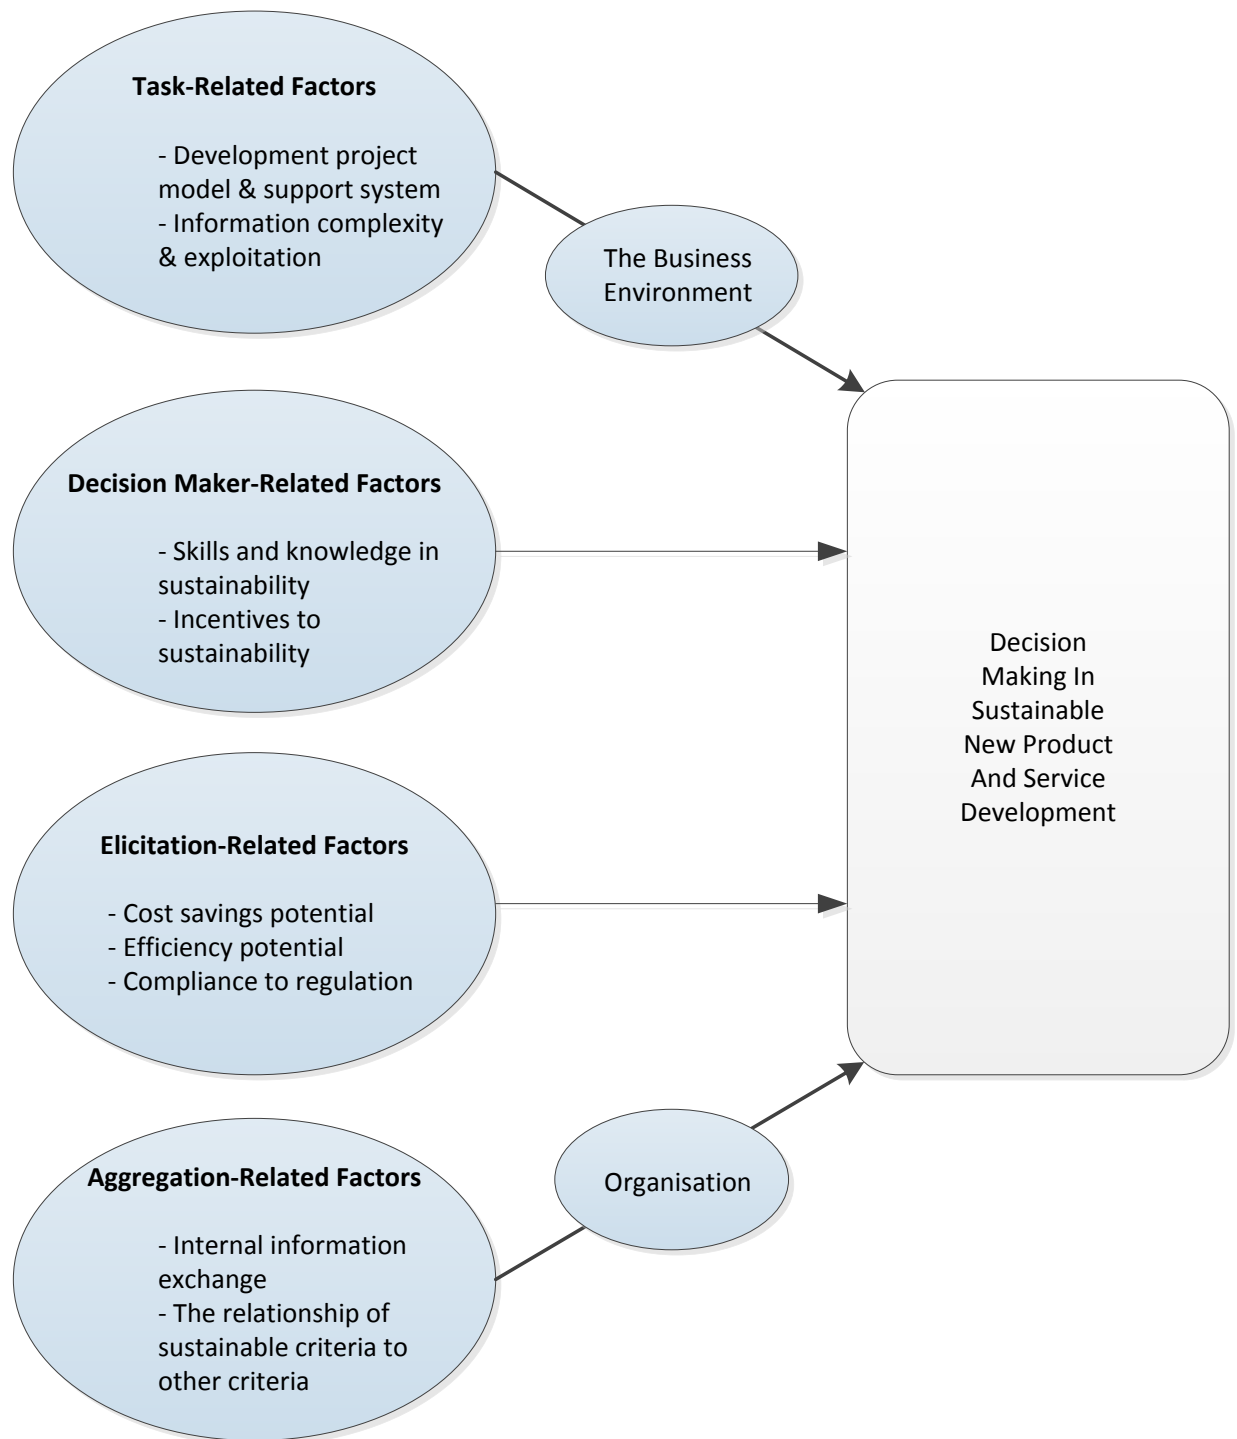 Task-Related Factors
- Development project
model & support system
- Information complexity
& exploitation
The Business
Environment
Decision Maker-Related Factors
- Skills and knowledge in
sustainability
- Incentives to
sustainability
Decision
Making In
Sustainable
New Product
And Service
Development
Elicitation-Related Factors
- Cost savings potential
- Efficiency potential
- Compliance to regulation
Aggregation-Related Factors
- Internal information
exchange
- The relationship of
sustainable criteria to
other criteria
Organisation